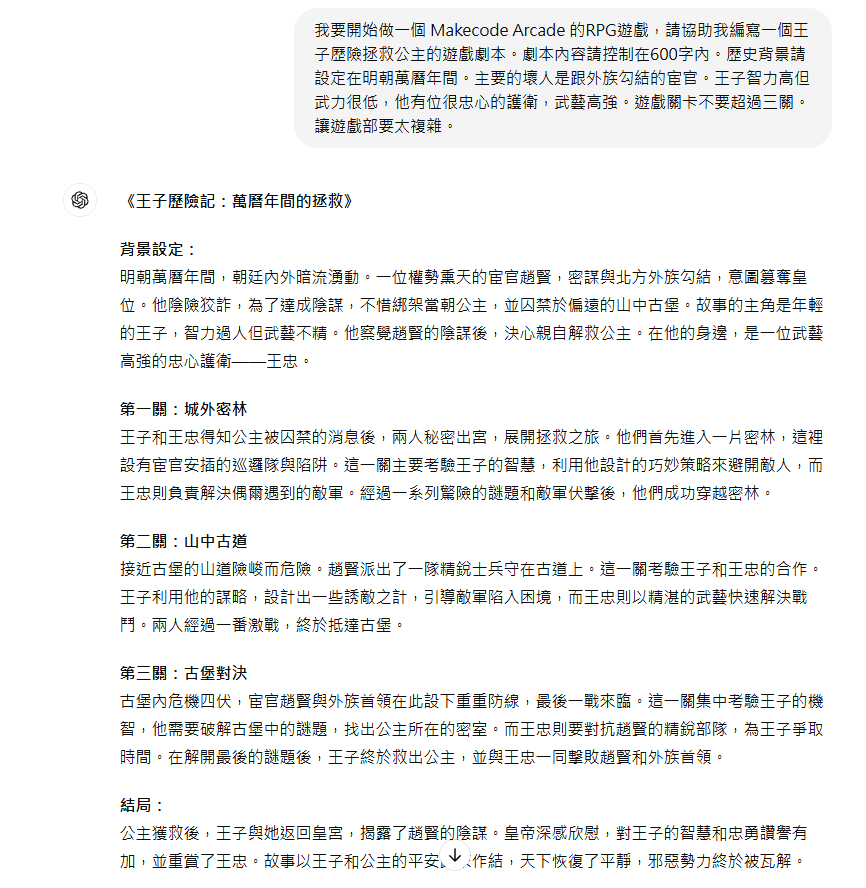 我要開始做一個 Makecode Arcade 的RPG遊戲，請協助我編寫一個王
子歷險拯救公主的遊戲劇本。劇本內容請控制在600字內。歷史背景請
設定在明朝萬曆年間。主要的壞人是跟外族勾結的宦官。王子智力高但
武力很低，他有位很忠心的護衛，武藝高強。遊戲關卡不要超過三關。
讓遊戲部要太複雜。
《王子歷險記：萬曆年間的拯救》
背景設定：
明朝萬曆年間，朝廷內外暗流湧動。一位權勢熏天的宦官趙賢，密謀與北方外族勾結，意圖篡奪皇
位。他陰險狡詐，為了達成陰謀，不惜綁架當朝公主，並囚禁於偏遠的山中古堡。故事的主角是年輕
的王子，智力過人但武藝不精。他察覺趙賢的陰謀後，決心親自解救公主。在他的身邊，是一位武藝
高強的忠心護衛——王忠。
第一關：城外密林
王子和王忠得知公主被囚禁的消息後，兩人秘密出宮，展開拯救之旅。他們首先進入一片密林，這裡
設有宦官安插的巡邏隊與陷阱。這一關主要考驗王子的智慧，利用他設計的巧妙策略來避開敵人，而
王忠則負責解決偶爾遇到的敵軍。經過一系列驚險的謎題和敵軍伏擊後，他們成功穿越密林。
第二關：山中古道
接近古堡的山道險峻而危險。趙賢派出了一隊精銳士兵守在古道上。這一關考驗王子和王忠的合作。
王子利用他的謀略，設計出一些誘敵之計，引導敵軍陷入困境，而王忠則以精湛的武藝快速解決戰
鬥。兩人經過一番激戰，終於抵達古堡。
第三關：古堡對決
古堡內危機四伏，宦官趙賢與外族首領在此設下重重防線，最後一戰來臨。這一關集中考驗王子的機
智，他需要破解古堡中的謎題，找出公主所在的密室。而王忠則要對抗趙賢的精銳部隊，為王子爭取
時間。在解開最後的謎題後，王子終於救出公主，並與王忠一同擊敗趙賢和外族首領。
結局：
公主獲救後，王子與她返回皇宮，揭露了趙賢的陰謀。皇帝深感欣慰，對王子的智慧和忠勇讚譽有
加，並重賞了王忠。故事以王子和公主的平安作結，天下恢復了平靜，邪惡勢力終於被瓦解。